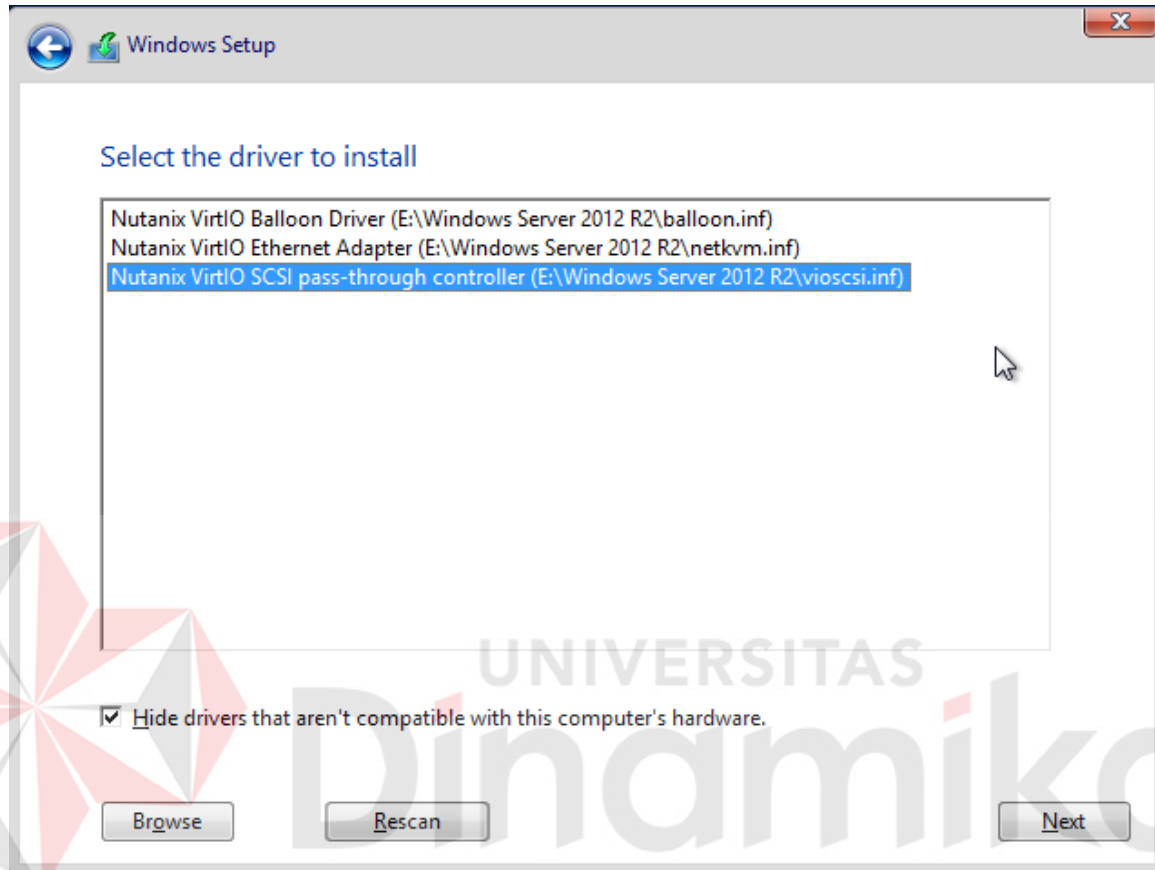 Windows Setup
Select the driver to install
Nutanix VirtIO Balloon Driver (E:\Windows Server 2012 R2\balloon.inf)
Nutanix VirtIO Ethernet Adapter (E:\Windows Server 2012 R2\netkvm.inf)
Nutanix VirtIO SCSI pass-through controller (E:\Windows Server 2012 R2\vioscsi.inf)
UNIVERSITAS
Dinamika
Hide drivers that aren't compatible with this computer's hardware.
Browse Rescan Next